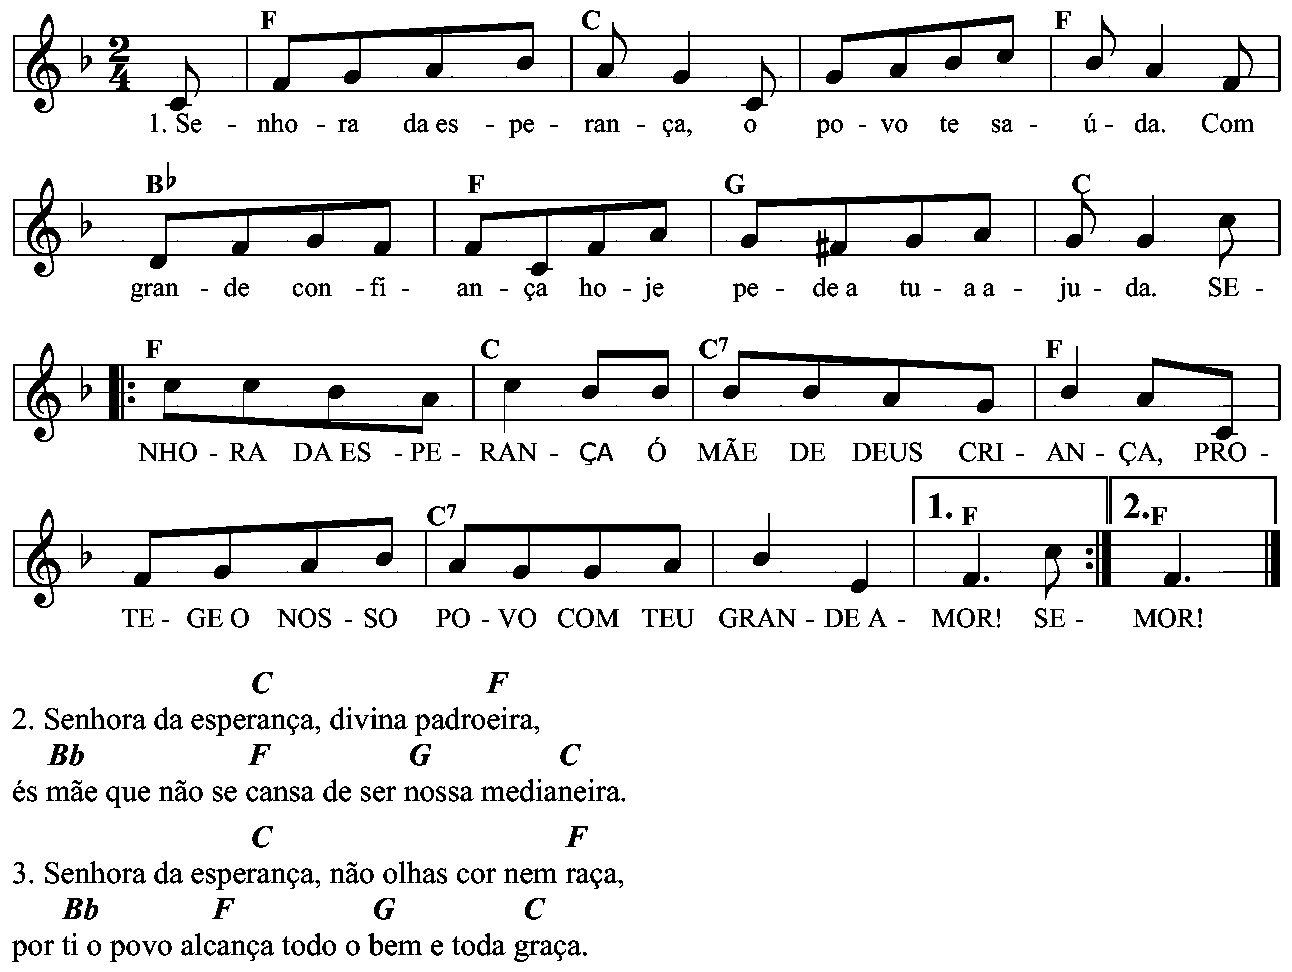 F C F
2/4
1. Se - nho - ra da es - pe - ran - ça, o po - vo te sa - ú - da. Com
B♭ F G C
gran - de con - fi - an - ça ho - je pe - de a tu - a a - ju - da. SE -
F C C7 F
NHO - RA DA ES - PE - RAN - ÇA Ó MÃE DE DEUS CRI - AN - ÇA, PRO -
C7 1. F 2. F
TE - GE O NOS - SO PO - VO COM TEU GRAN - DE A - MOR! SE - MOR!
C F
2. Senhora da esperança, divina padroeira,
Bb F G C
és mãe que não se cansa de ser nossa medianeira.
C F
3. Senhora da esperança, não olhas cor nem raça,
Bb F G C
por ti o povo alcança todo o bem e toda graça.